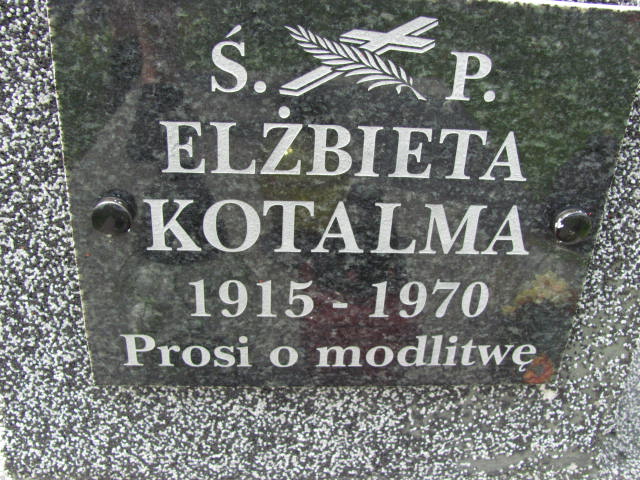 Ś. P.
ELŻBIETA
KOTALMA
1915 - 1970
Prosi o modlitwę